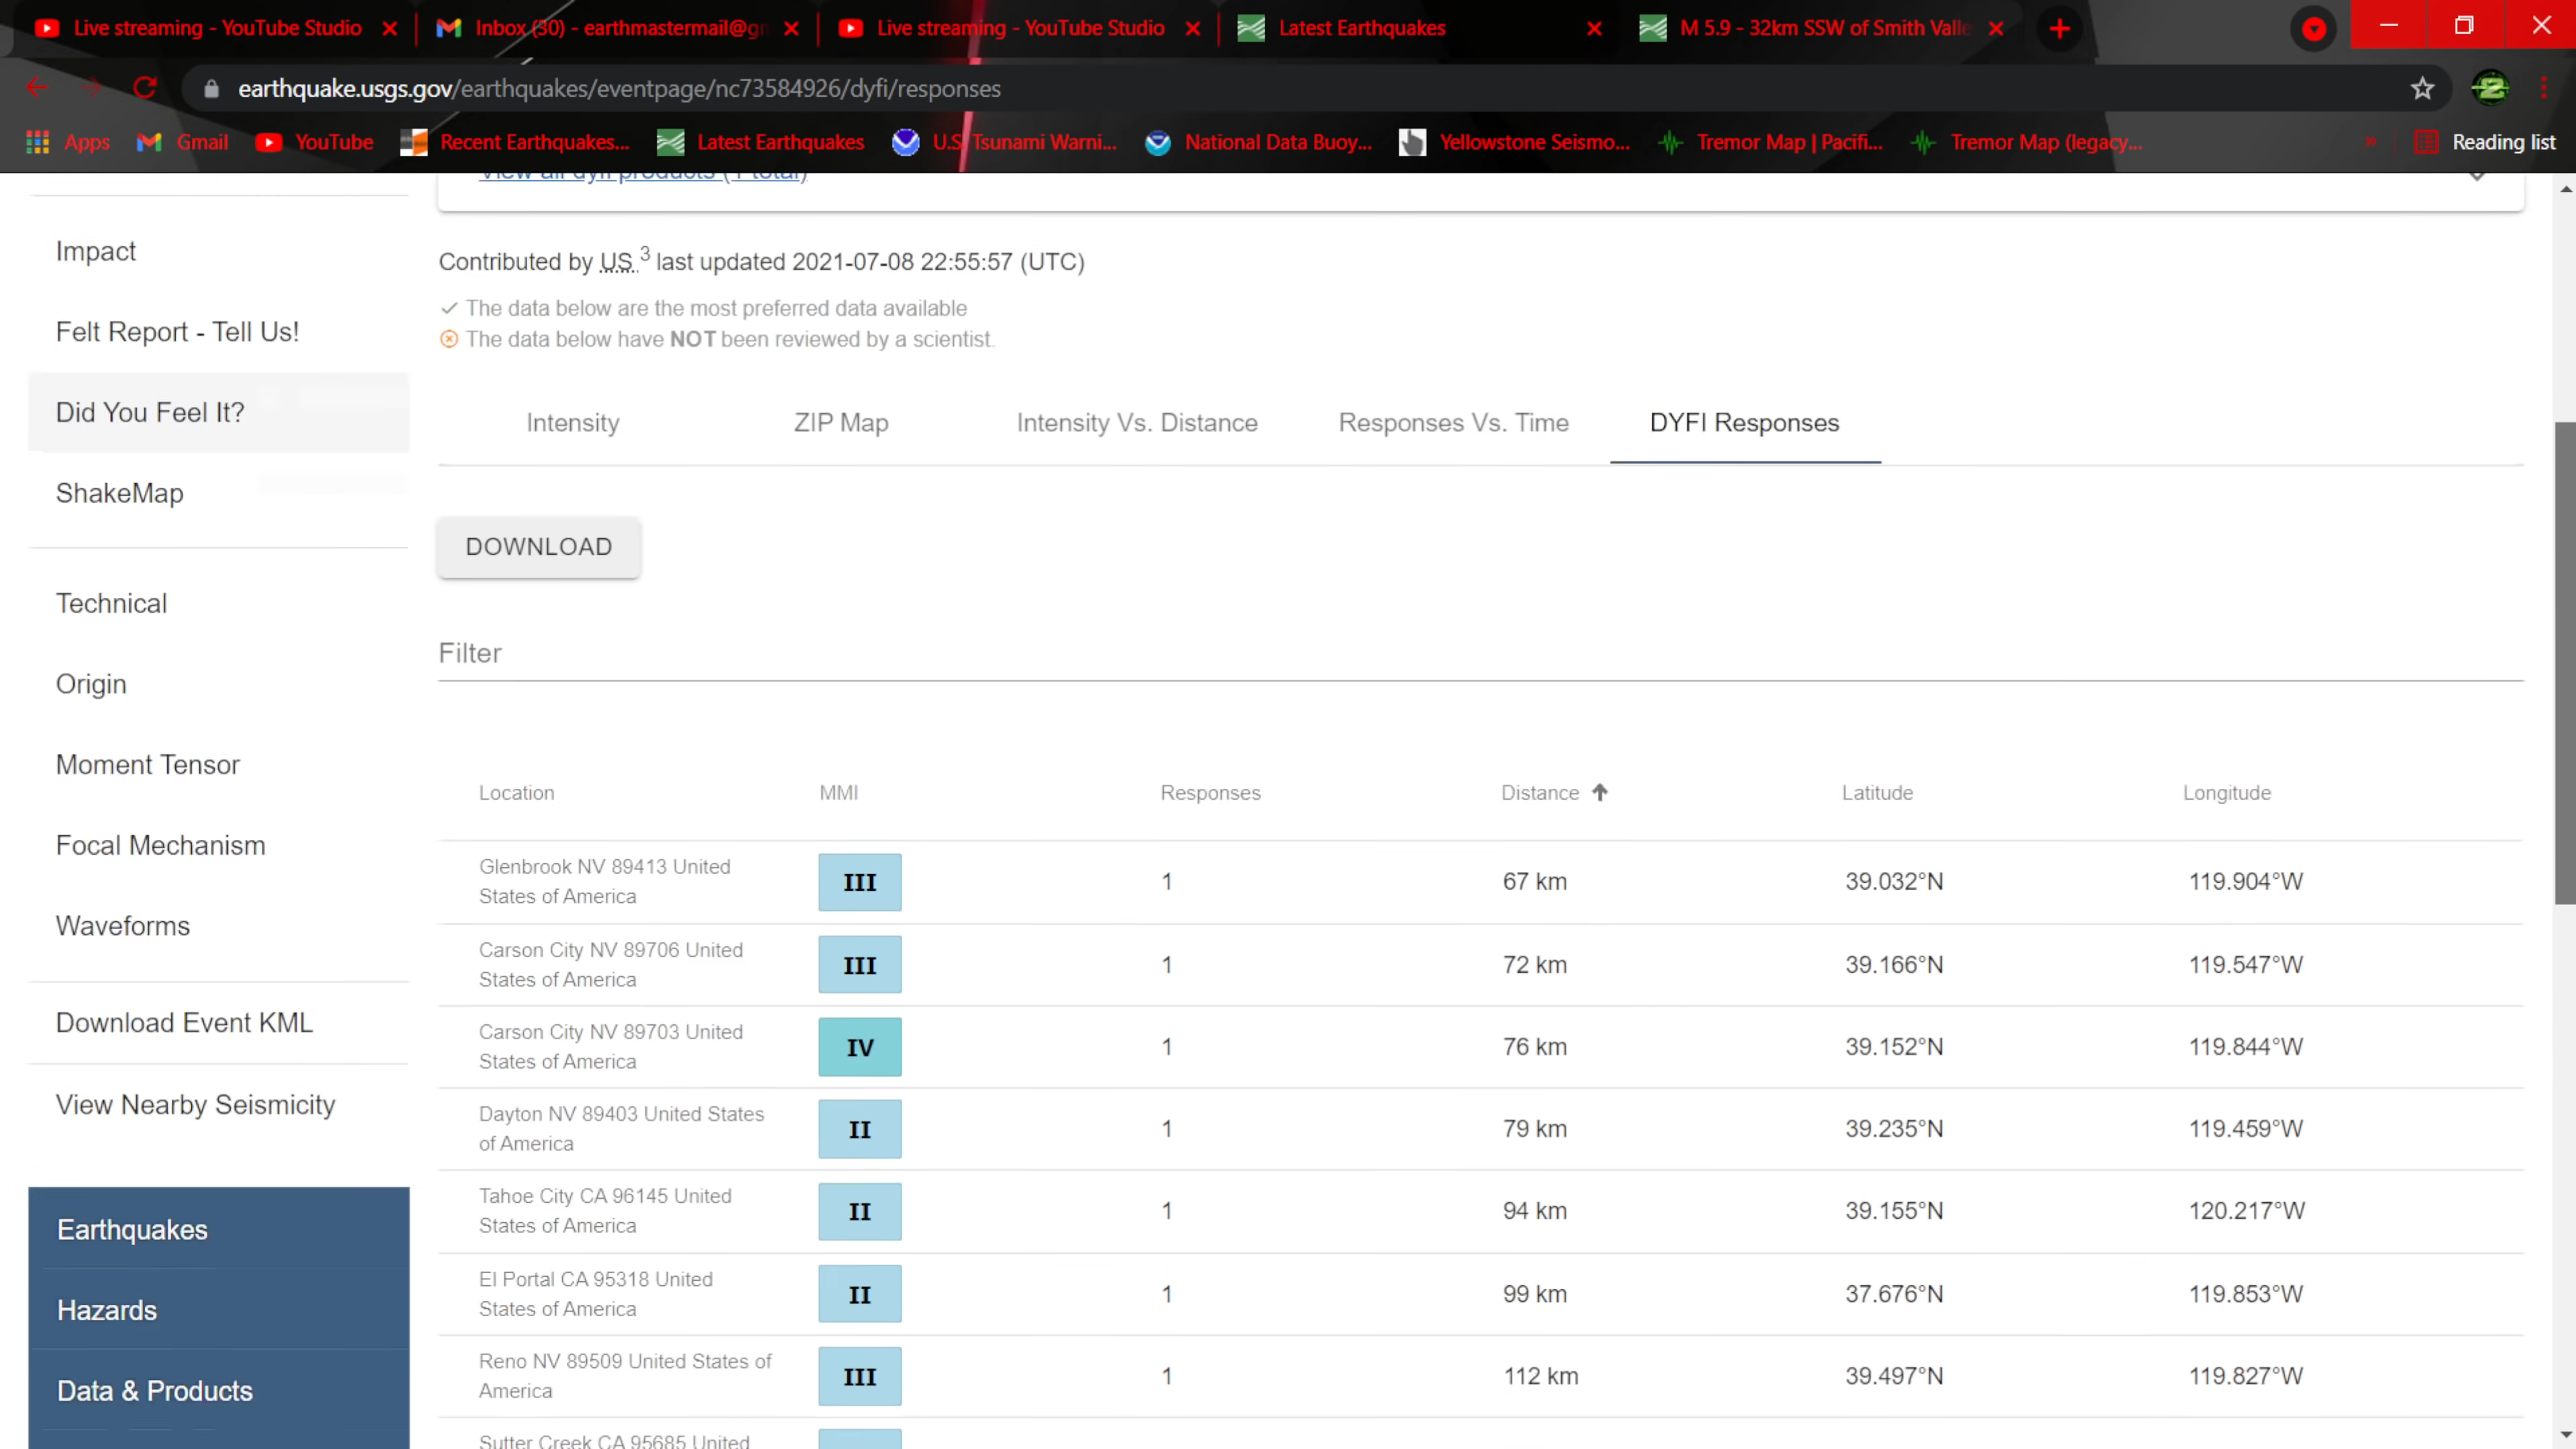 Live streaming - YouTube Studio
Inbox (30) - earthmastermail@gr
Live streaming - YouTube Studio
Latest Earthquakes
M 5.9 - 32km SSW of Smith Valle
earthquake.usgs.gov/earthquakes/eventpage/nc73584926/dyfi/responses
Apps
Gmail
YouTube
Recent Earthquakes...
Latest Earthquakes
U.S. Tsunami Warni...
National Data Buoy...
Yellowstone Seismo...
Tremor Map | Pacifi...
Tremor Map (legacy...
Reading list
View all dyfi products (1 total)
Impact
Felt Report - Tell Us!
Did You Feel It?
ShakeMap
Technical
Origin
Moment Tensor
Focal Mechanism
Waveforms
Download Event KML
View Nearby Seismicity
Earthquakes
Hazards
Data & Products
Contributed by US 3 last updated 2021-07-08 22:55:57 (UTC)
The data below are the most preferred data available
The data below have NOT been reviewed by a scientist.
Intensity ZIP Map Intensity Vs. Distance Responses Vs. Time DYFI Responses
DOWNLOAD
Filter
Location MMI Responses Distance Latitude Longitude
Glenbrook NV 89413 United
States of America
III 1 67 km 39.032°N 119.904°W
Carson City NV 89706 United
States of America
III 1 72 km 39.166°N 119.547°W
Carson City NV 89703 United
States of America
IV 1 76 km 39.152°N 119.844°W
Dayton NV 89403 United States
of America
II 1 79 km 39.235°N 119.459°W
Tahoe City CA 96145 United
States of America
II 1 94 km 39.155°N 120.217°W
El Portal CA 95318 United
States of America
II 1 99 km 37.676°N 119.853°W
Reno NV 89509 United States of
America
III 1 112 km 39.497°N 119.827°W
Sutter Creek CA 95685 United